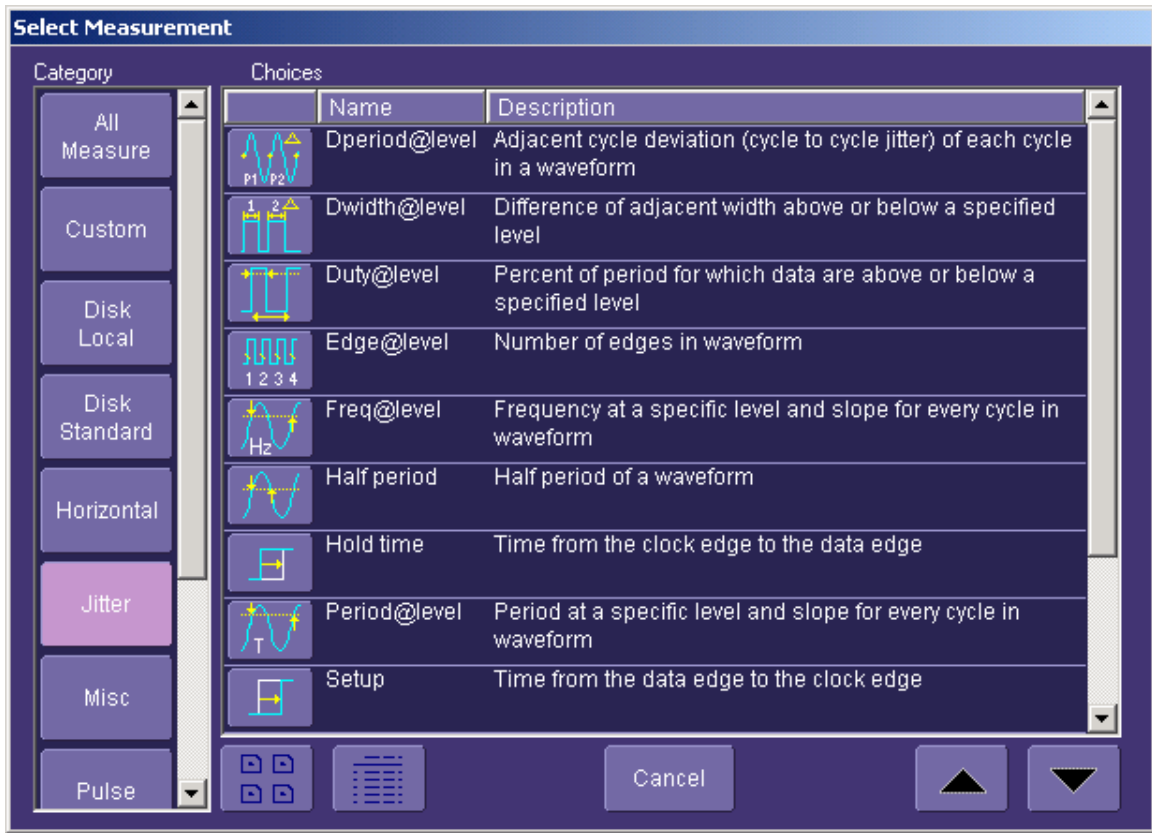 Select Measurement
Category
Choices
All
Measure
Custom
Disk
Local
Disk
Standard
Horizontal
Jitter
Misc
Pulse
Name
Description
P1 P2
Dperiod@level
Adjacent cycle deviation (cycle to cycle jitter) of each cycle
in a waveform
1 2
Dwidth@level
Difference of adjacent width above or below a specified
level
Duty@level
Percent of period for which data are above or below a
specified level
1 2 3 4
Edge@level
Number of edges in waveform
Hz
Freq@level
Frequency at a specific level and slope for every cycle in
waveform
Half period
Half period of a waveform
Hold time
Time from the clock edge to the data edge
T
Period@level
Period at a specific level and slope for every cycle in
waveform
Setup
Time from the data edge to the clock edge
Cancel